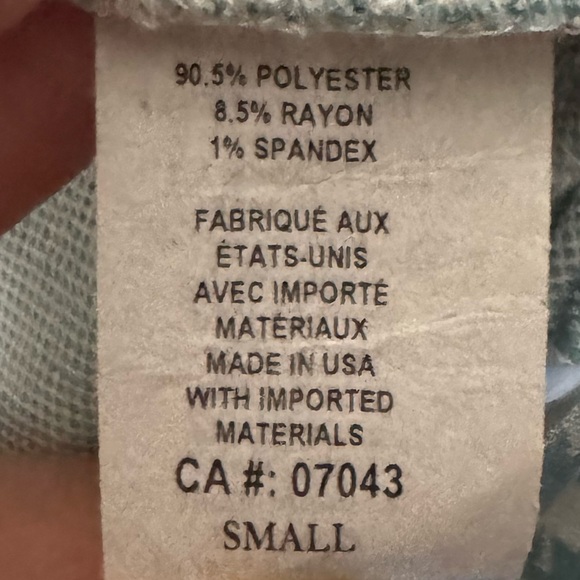 90.5% POLYESTER
8.5% RAYON
1% SPANDEX
FABRIQUÉ AUX
ÉTATS-UNIS
AVEC IMPORTÉ
MATÉRIAUX
MADE IN USA
WITH IMPORTED
MATERIALS
CA #: 07043
SMALL